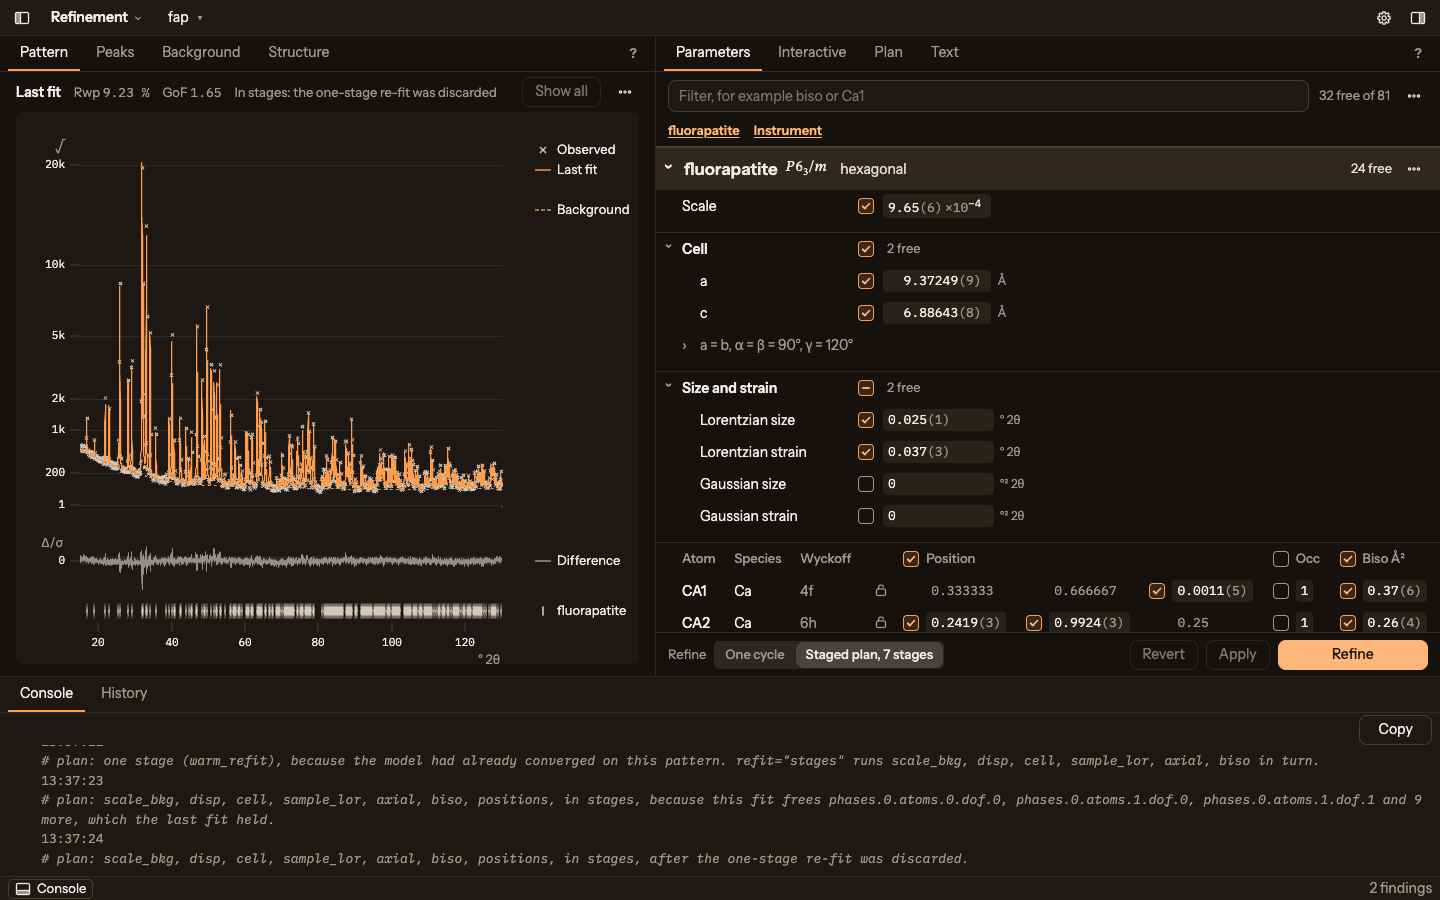 Refinement
fap
Pattern Peaks Background Structure ?
Last fit Rwp 9.23 % GoF 1.65 In stages: the one-stage re-fit was discarded Show all
√
20k
10k
5k
2k
1k
200
1
Δ/σ
0
20 40 60 80 100 120
° 2θ
Observed
Last fit
Background
Difference
fluorapatite
Parameters Interactive Plan Text ?
Filter, for example biso or Ca1 32 free of 81
fluorapatite Instrument
fluorapatite P6₃/m hexagonal 24 free
Scale 9.65(6) ×10⁻⁴
Cell 2 free
a 9.37249(9) Å
c 6.88643(8) Å
a = b, α = β = 90°, γ = 120°
Size and strain 2 free
Lorentzian size 0.025(1) ° 2θ
Lorentzian strain 0.037(3) ° 2θ
Gaussian size 0 °² 2θ
Gaussian strain 0 °² 2θ
Atom Species Wyckoff Position Occ Biso Å²
CA1 Ca 4f 0.333333 0.666667 0.0011(5) 1 0.37(6)
CA2 Ca 6h 0.2419(3) 0.9924(3) 0.25 1 0.26(4)
Refine One cycle Staged plan, 7 stages Revert Apply Refine
Console History
Copy
# plan: one stage (warm_refit), because the model had already converged on this pattern. refit="stages" runs scale_bkg, disp, cell, sample_lor, axial, biso in turn.
13:37:23
# plan: scale_bkg, disp, cell, sample_lor, axial, biso, positions, in stages, because this fit frees phases.0.atoms.0.dof.0, phases.0.atoms.1.dof.0, phases.0.atoms.1.dof.1 and 9
more, which the last fit held.
13:37:24
# plan: scale_bkg, disp, cell, sample_lor, axial, biso, positions, in stages, after the one-stage re-fit was discarded.
Console 2 findings